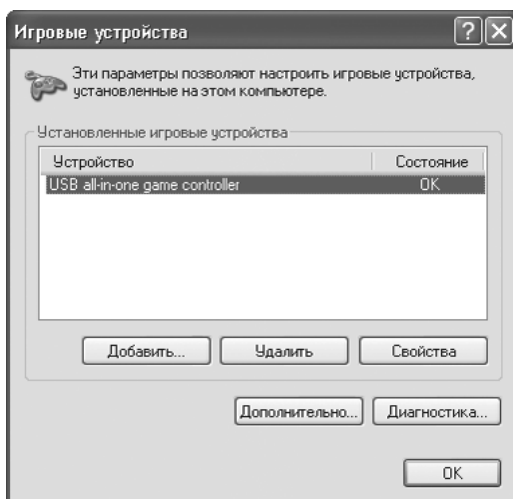 Игровые устройства
Эти параметры позволяют настроить игровые устройства,
установленные на этом компьютере.
Установленные игровые устройства
Устройство Состояние
USB all-in-one game controller OK
Добавить... Удалить Свойства
Дополнительно... Диагностика...
OK